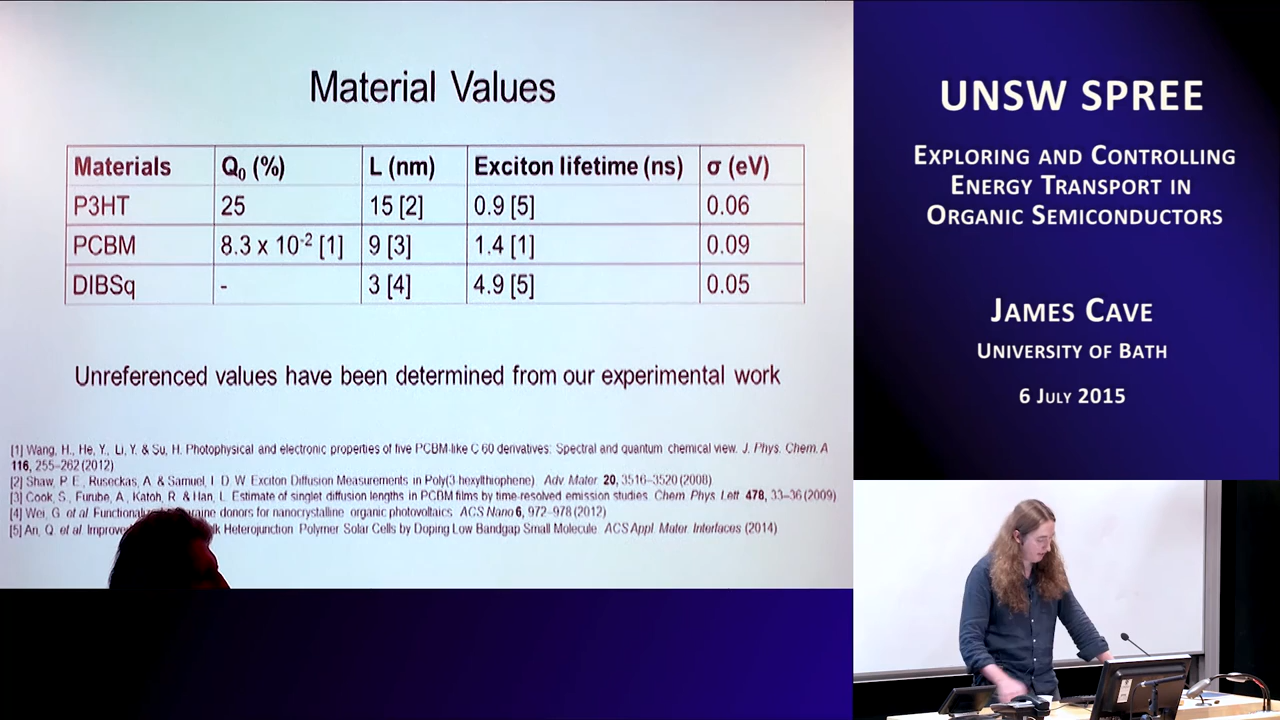 Material Values
Materials Q₀ (%) L (nm) Exciton lifetime (ns) σ (eV)
P3HT 25 15 [2] 0.9 [5] 0.06
PCBM 8.3 x 10⁻² [1] 9 [3] 1.4 [1] 0.09
DIBSq - 3 [4] 4.9 [5] 0.05
Unreferenced values have been determined from our experimental work
[1] Wang, H., He, Y., Li, Y. & Su, H. Photophysical and electronic properties of five PCBM-like C 60 derivatives: Spectral and quantum chemical view. J. Phys. Chem. A
116, 255–262 (2012)
[2] Shaw, P. E., Ruseckas, A. & Samuel, I. D. W. Exciton Diffusion Measurements in Poly(3-hexylthiophene). Adv Mater 20, 3516–3520 (2008)
[3] Cook, S., Furube, A., Katoh, R. & Han, L. Estimate of singlet diffusion lengths in PCBM films by time-resolved emission studies. Chem Phys. Lett 478, 33–36 (2009)
[4] Wei, G. et al Functionalized donors for nanocrystalline organic photovoltaics. ACS Nano 6, 972–978 (2012)
[5] An, Q. et al Heterojunction Polymer Solar Cells by Doping Low Bandgap Small Molecule. ACS Appl. Mater. Interfaces (2014)
UNSW SPREE
EXPLORING AND CONTROLLING
ENERGY TRANSPORT IN
ORGANIC SEMICONDUCTORS
JAMES CAVE
UNIVERSITY OF BATH
6 JULY 2015